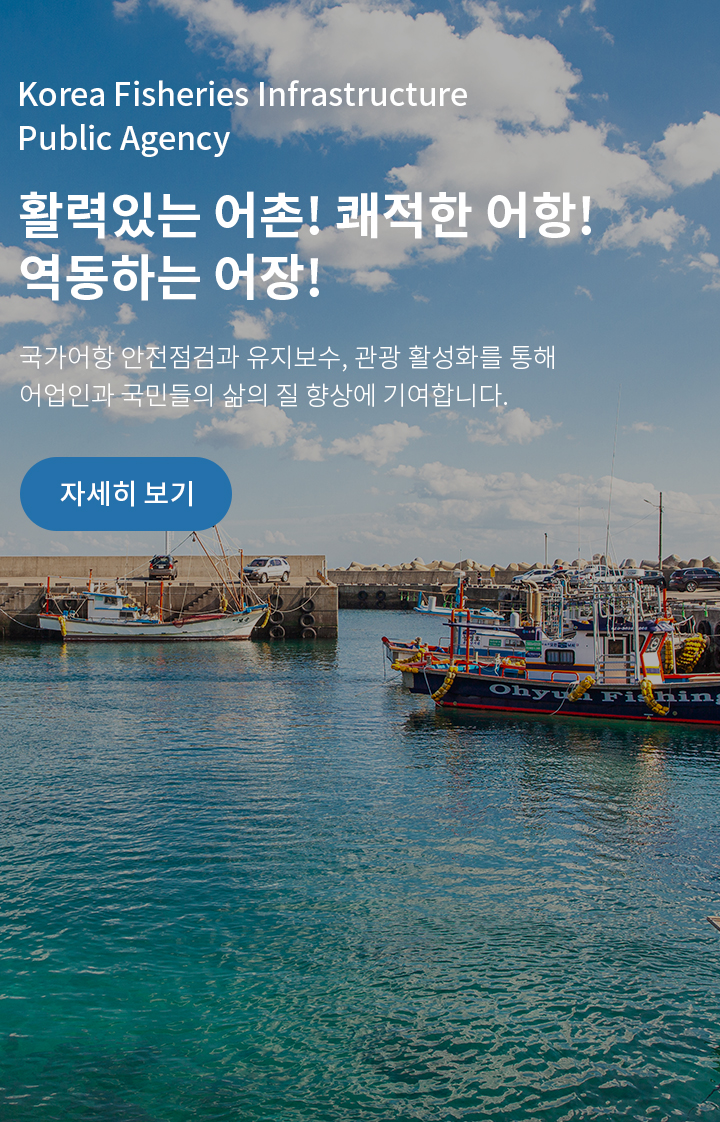 Korea Fisheries Infrastructure
Public Agency
활력있는 어촌! 쾌적한 어항!
역동하는 어장!
국가어항 안전점검과 유지보수, 관광 활성화를 통해
어업인과 국민들의 삶의 질 향상에 기여합니다.
자세히 보기
Fishing